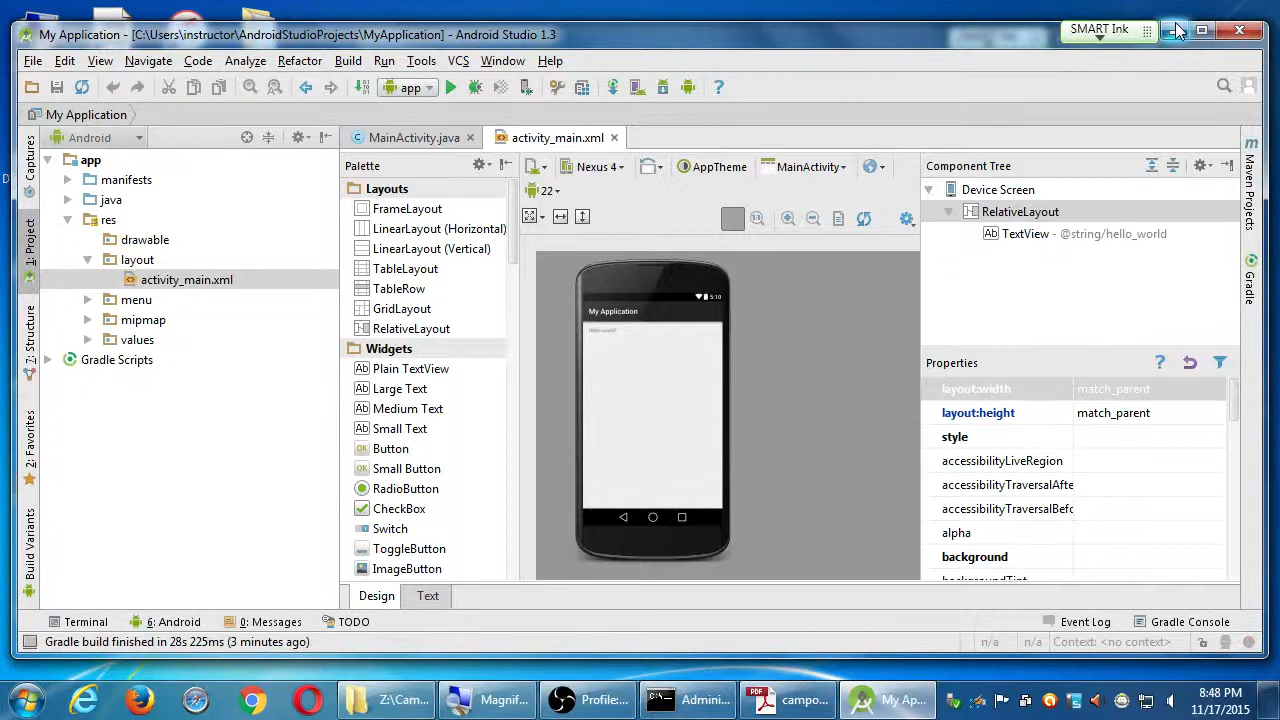 My Application - [C:\Users\instructor\AndroidStudioProjects\MyApplic
- Android Studio 1.3
SMART Ink
File Edit View Navigate Code Analyze Refactor Build Run Tools VCS Window Help
app
My Application
Android
MainActivity.java
activity_main.xml
Captures
1: Project
7: Structure
2: Favorites
Build Variants
app
manifests
java
res
drawable
layout
activity_main.xml
menu
mipmap
values
Gradle Scripts
Palette
Layouts
FrameLayout
LinearLayout (Horizontal)
LinearLayout (Vertical)
TableLayout
TableRow
GridLayout
RelativeLayout
Widgets
Plain TextView
Large Text
Medium Text
Small Text
Button
Small Button
RadioButton
CheckBox
Switch
ToggleButton
ImageButton
Design Text
Nexus 4 AppTheme MainActivity
22
5:10
My Application
Hello world!
Component Tree
Device Screen
RelativeLayout
TextView - @string/hello_world
Properties
layout:width match_parent
layout:height match_parent
style
accessibilityLiveRegion
accessibilityTraversalAfte
accessibilityTraversalBefo
alpha
background
backgroundTint
Maven Projects
Gradle
Terminal 6: Android 0: Messages TODO Event Log Gradle Console
Gradle build finished in 28s 225ms (3 minutes ago) n/a n/a Context: <no context>
Z:\Cam... Magnif... Profile:... Admini... campo... My Ap...
8:48 PM
11/17/2015